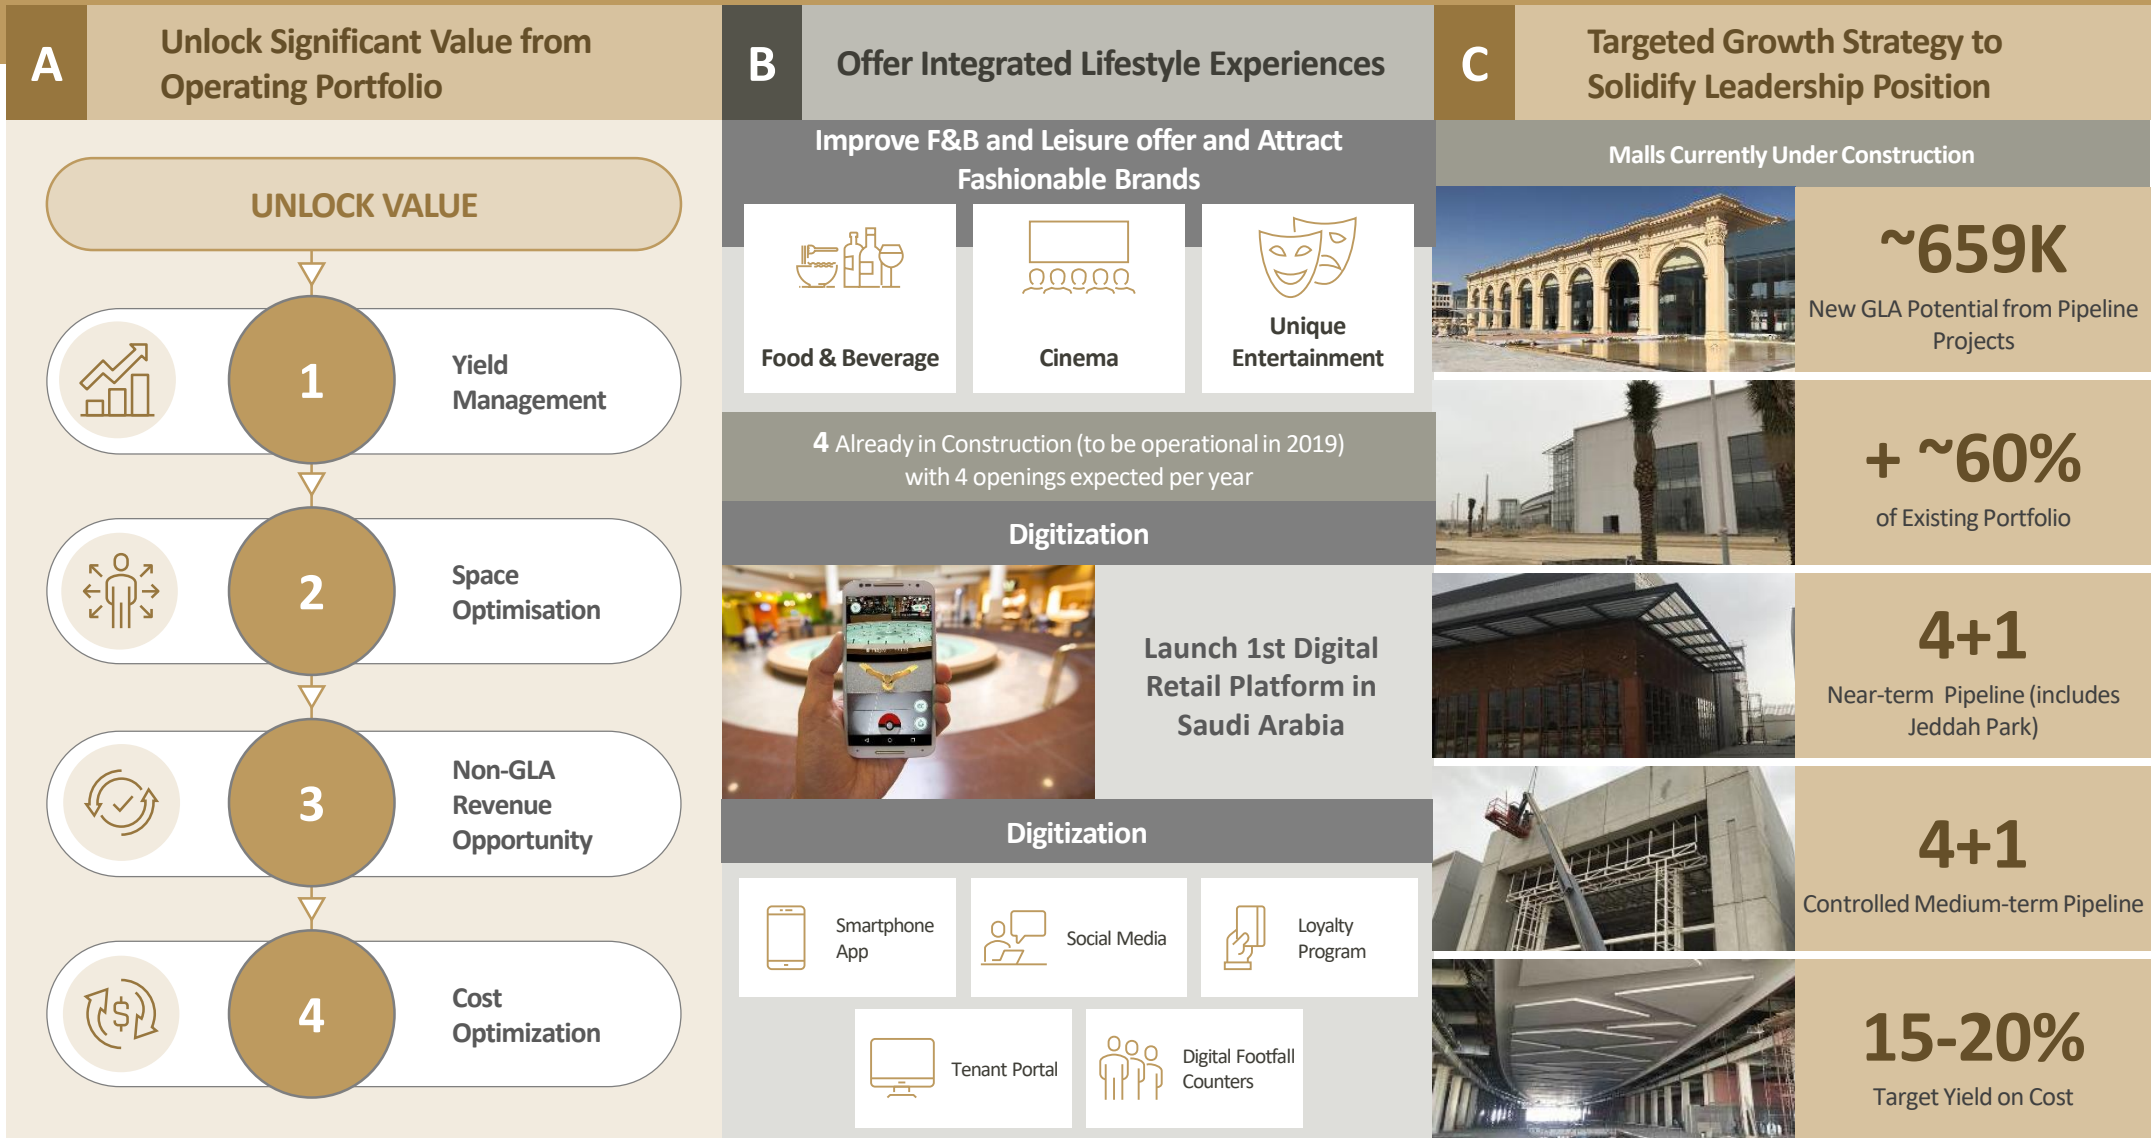 A
Unlock Significant Value from
Operating Portfolio
UNLOCK VALUE
1
Yield
Management
2
Space
Optimisation
3
Non-GLA
Revenue
Opportunity
$
4
Cost
Optimization
B
Offer Integrated Lifestyle Experiences
Improve F&B and Leisure offer and Attract
Fashionable Brands
Food & Beverage
Cinema
Unique
Entertainment
4 Already in Construction (to be operational in 2019)
with 4 openings expected per year
Digitization
Launch 1st Digital
Retail Platform in
Saudi Arabia
Digitization
Smartphone
App
Social Media
Loyalty
Program
Tenant Portal
Digital Footfall
Counters
C
Targeted Growth Strategy to
Solidify Leadership Position
Malls Currently Under Construction
~659K
New GLA Potential from Pipeline
Projects
+ ~60%
of Existing Portfolio
4+1
Near-term Pipeline (includes
Jeddah Park)
4+1
Controlled Medium-term Pipeline
15-20%
Target Yield on Cost